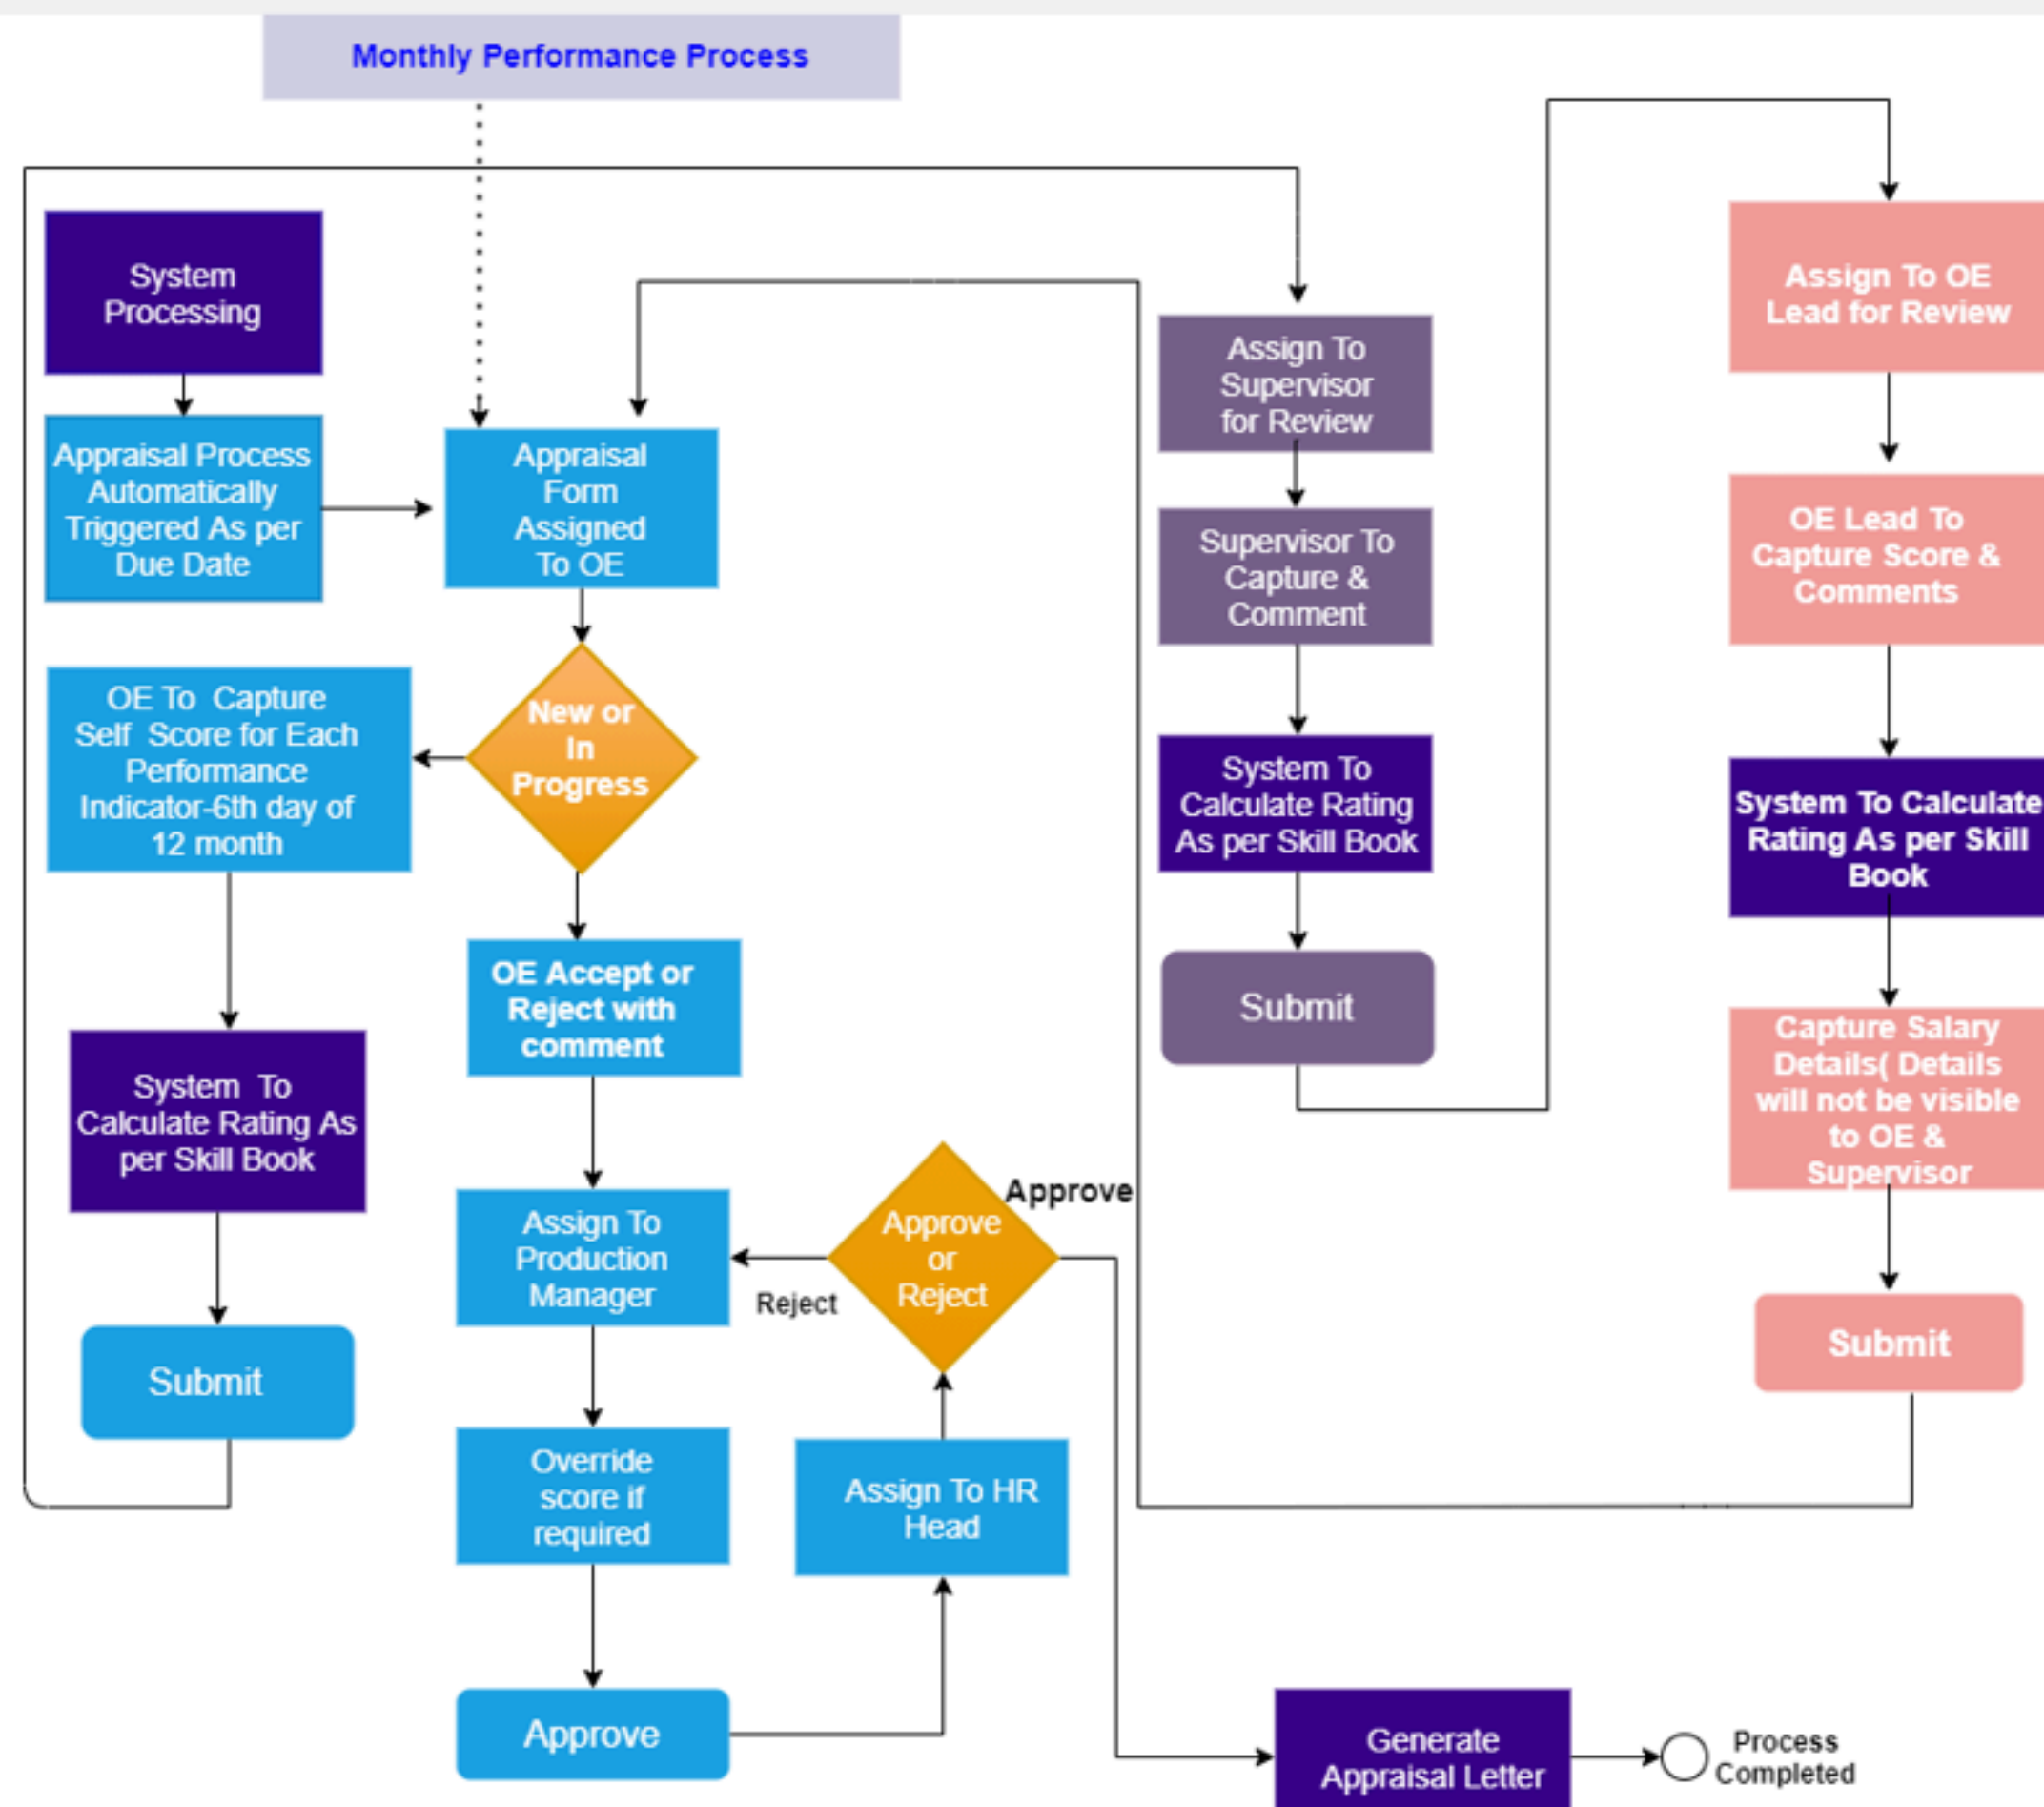 Monthly Performance Process
System
Processing
Appraisal Process
Automatically
Triggered As per
Due Date
Appraisal
Form
Assigned
To OE
New or
In
Progress
OE To Capture
Self Score for Each
Performance
Indicator-6th day of
12 month
System To
Calculate Rating As
per Skill Book
Submit
OE Accept or
Reject with
comment
Assign To
Production
Manager
Override
score if
required
Approve
Assign To HR
Head
Approve
or
Reject
Reject
Approve
Assign To
Supervisor
for Review
Supervisor To
Capture &
Comment
System To
Calculate Rating
As per Skill Book
Submit
Assign To OE
Lead for Review
OE Lead To
Capture Score &
Comments
System To Calculate
Rating As per Skill
Book
Capture Salary
Details( Details
will not be visible
to OE &
Supervisor
Submit
Generate
Appraisal Letter
Process
Completed